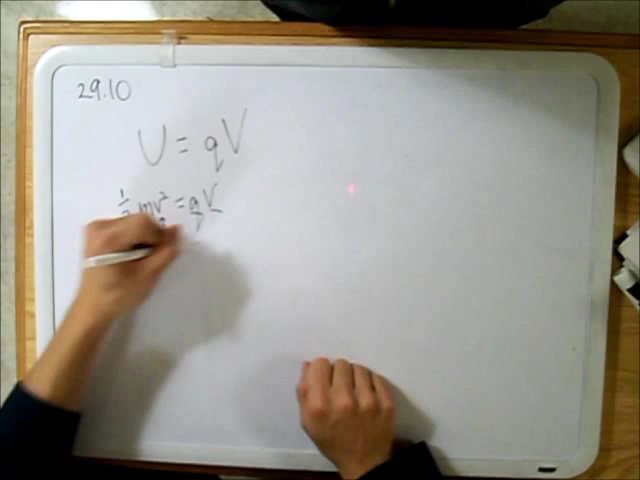 29.10
U = qV
½mv² = qV